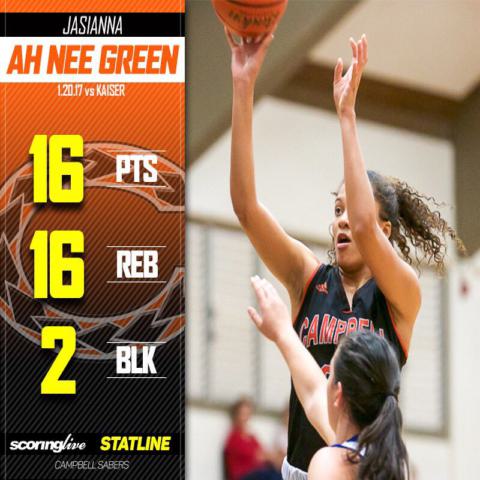 JASIANNA
AH NEE GREEN
1.20.17 vs KAISER
16 PTS
16 REB
2 BLK
scoringlive STATLINE
CAMPBELL SABERS
CAMPBEL